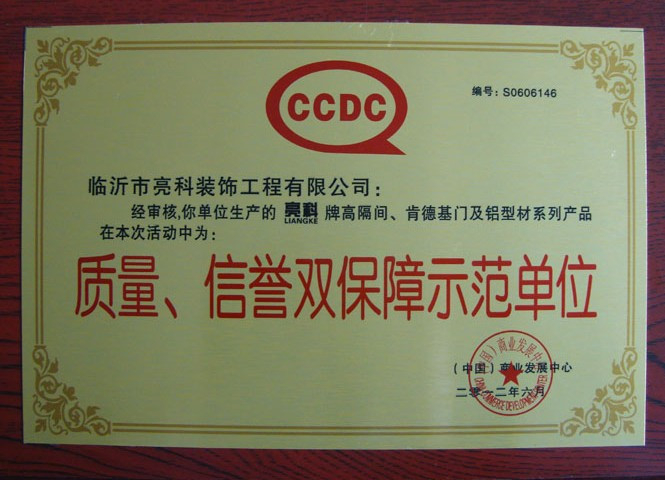 CCDC
编号：S0606146
临沂市亮科装饰工程有限公司：
经审核,你单位生产的 亮科 LIANGKE 牌高隔间、肯德基门及铝型材系列产品
在本次活动中为：
质量、信誉双保障示范单位
（中国）商业发展中心
二零一二年六月